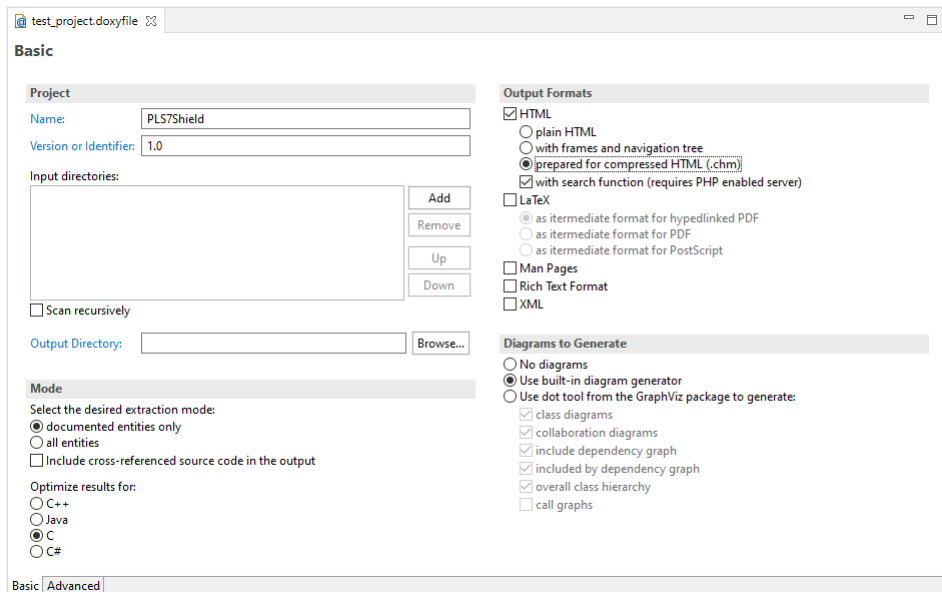 test_project.doxyfile
Basic
Project
Name:
PLS7Shield
Version or Identifier:
1.0
Input directories:
Add
Remove
Up
Down
Scan recursively
Output Directory:
Browse...
Mode
Select the desired extraction mode:
documented entities only
all entities
Include cross-referenced source code in the output
Optimize results for:
C++
Java
C
C#
Output Formats
HTML
plain HTML
with frames and navigation tree
prepared for compressed HTML (.chm)
with search function (requires PHP enabled server)
LaTeX
as itermediate format for hypedlinked PDF
as itermediate format for PDF
as itermediate format for PostScript
Man Pages
Rich Text Format
XML
Diagrams to Generate
No diagrams
Use built-in diagram generator
Use dot tool from the GraphViz package to generate:
class diagrams
collaboration diagrams
include dependency graph
included by dependency graph
overall class hierarchy
call graphs
Basic
Advanced